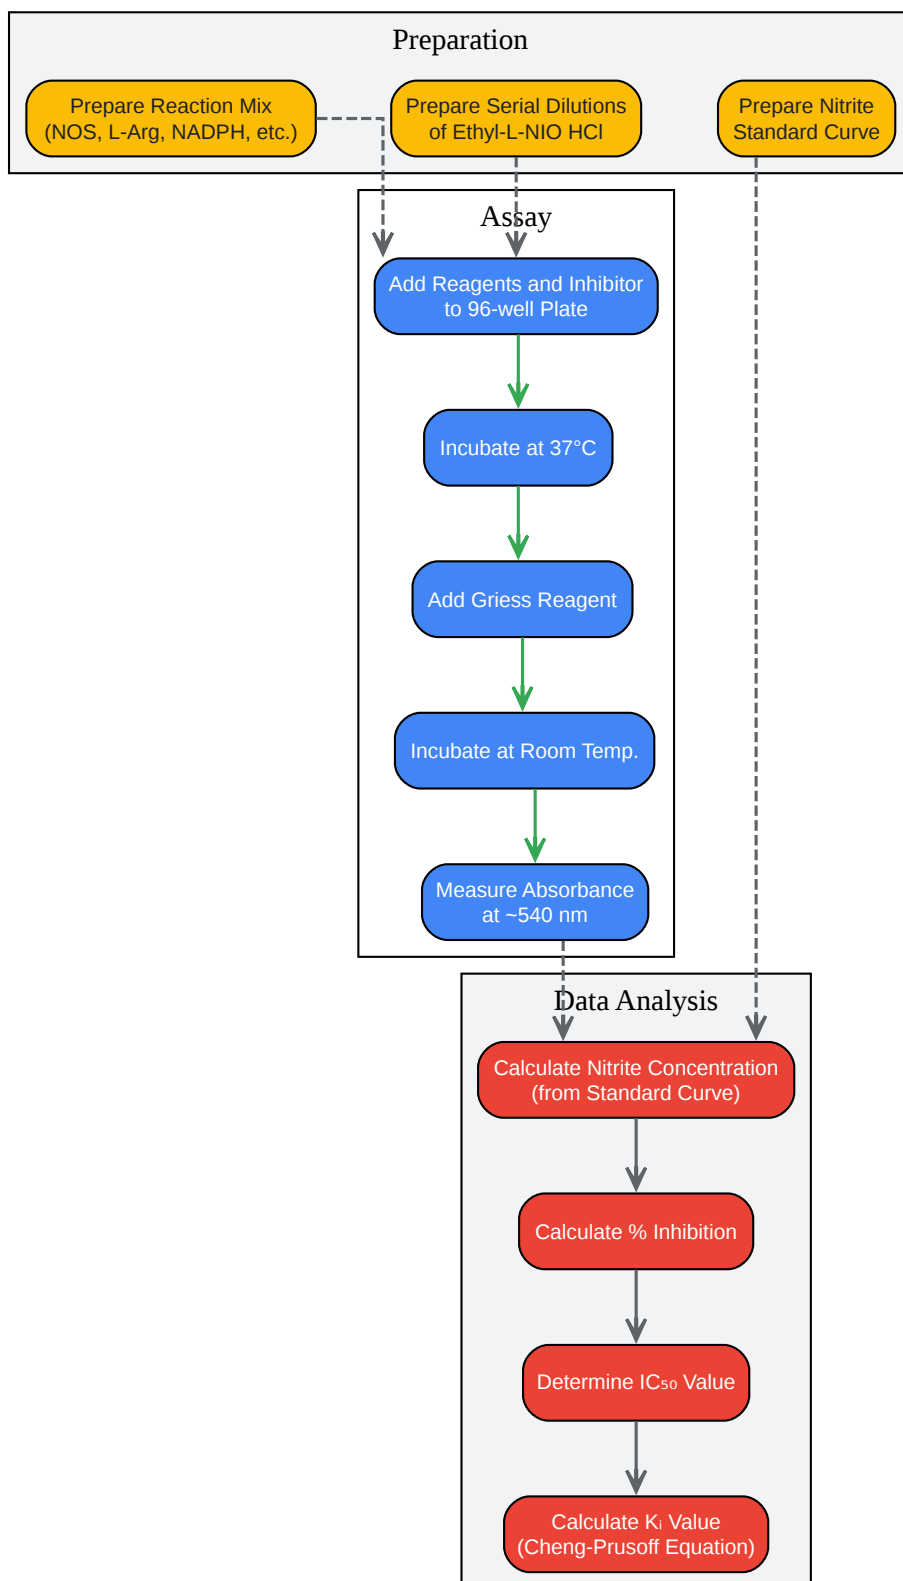 Preparation
Prepare Reaction Mix
(NOS, L-Arg, NADPH, etc.)
Prepare Serial Dilutions
of Ethyl-L-NIO HCl
Prepare Nitrite
Standard Curve
Assay
Add Reagents and Inhibitor
to 96-well Plate
Incubate at 37°C
Add Griess Reagent
Incubate at Room Temp.
Measure Absorbance
at ~540 nm
Data Analysis
Calculate Nitrite Concentration
(from Standard Curve)
Calculate % Inhibition
Determine IC₅₀ Value
Calculate Kᵢ Value
(Cheng-Prusoff Equation)